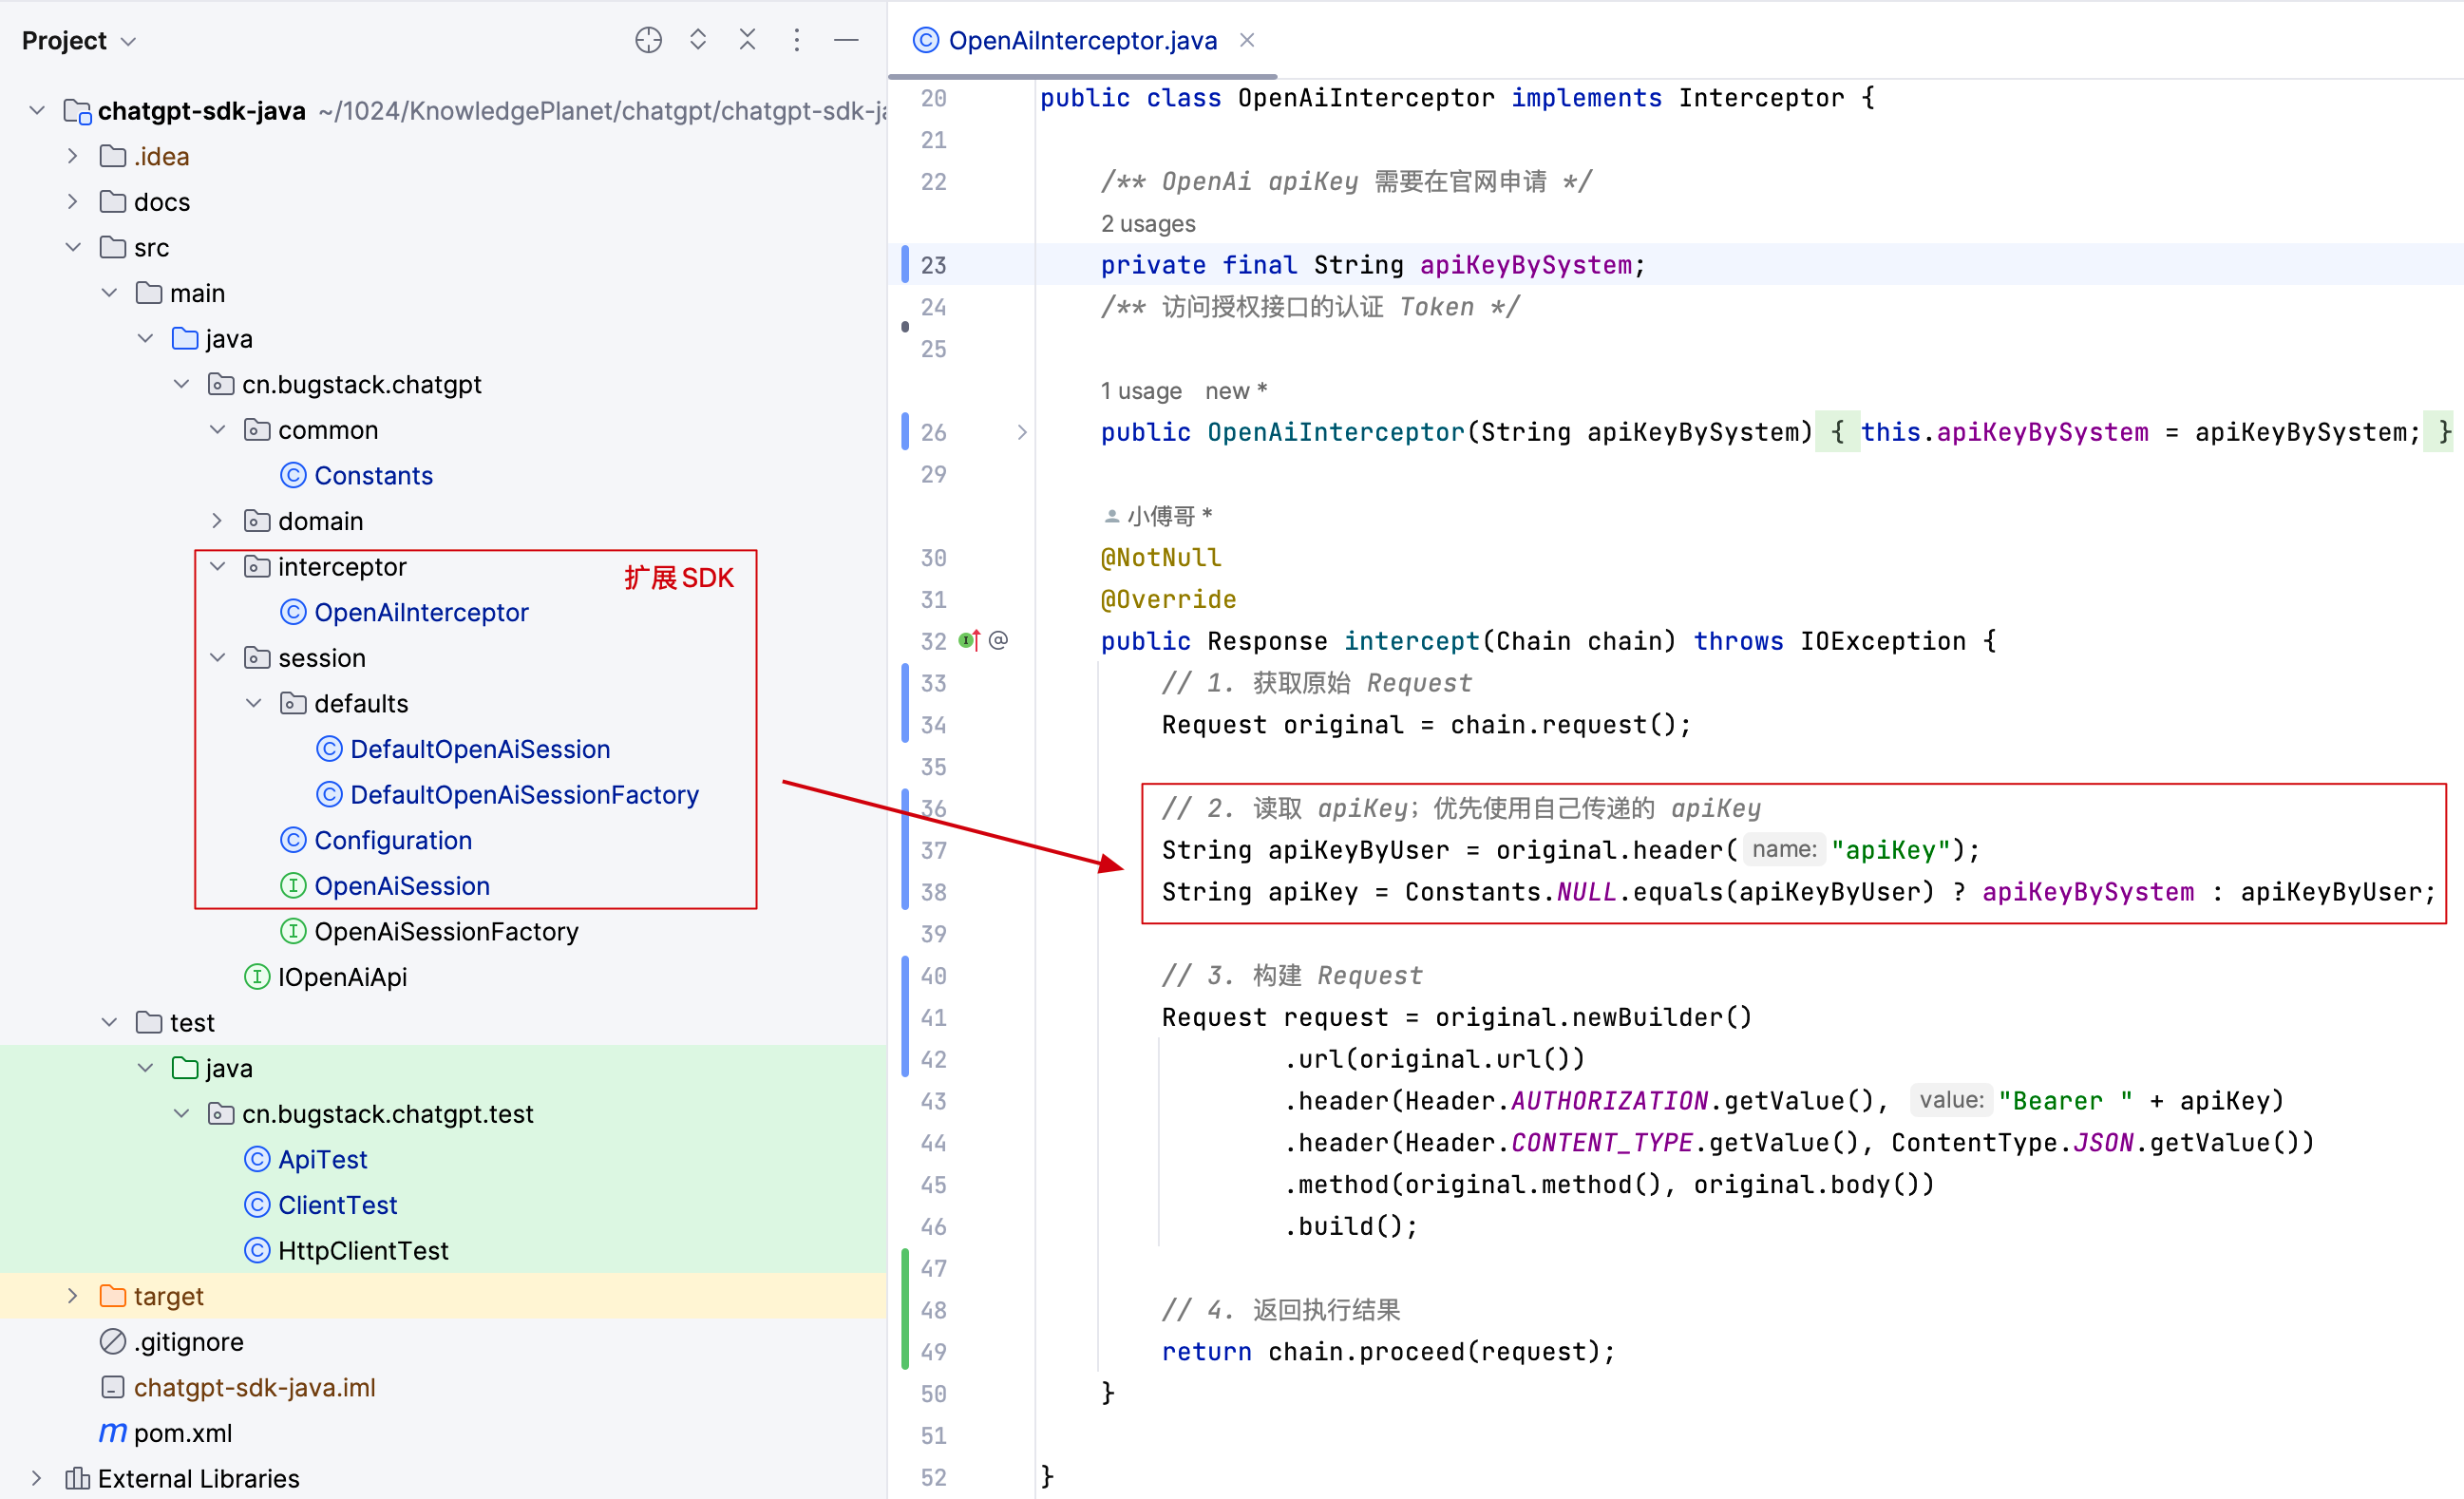 Project
chatgpt-sdk-java ~/1024/KnowledgePlanet/chatgpt/chatgpt-sdk-ja
.idea
docs
src
main
java
cn.bugstack.chatgpt
common
Constants
domain
interceptor
扩展SDK
OpenAiInterceptor
session
defaults
DefaultOpenAiSession
DefaultOpenAiSessionFactory
Configuration
OpenAiSession
OpenAiSessionFactory
IOpenAiApi
test
java
cn.bugstack.chatgpt.test
ApiTest
ClientTest
HttpClientTest
target
.gitignore
chatgpt-sdk-java.iml
pom.xml
External Libraries
OpenAiInterceptor.java
20 public class OpenAiInterceptor implements Interceptor {
21
22 /** OpenAi apiKey 需要在官网申请 */
2 usages
23 private final String apiKeyBySystem;
24 /** 访问授权接口的认证 Token */
25
1 usage new *
26 public OpenAiInterceptor(String apiKeyBySystem) { this.apiKeyBySystem = apiKeyBySystem; }
29
小傅哥 *
30 @NotNull
31 @Override
32 public Response intercept(Chain chain) throws IOException {
33 // 1. 获取原始 Request
34 Request original = chain.request();
35
36 // 2. 读取 apiKey；优先使用自己传递的 apiKey
37 String apiKeyByUser = original.header( name: "apiKey");
38 String apiKey = Constants.NULL.equals(apiKeyByUser) ? apiKeyBySystem : apiKeyByUser;
39
40 // 3. 构建 Request
41 Request request = original.newBuilder()
42 .url(original.url())
43 .header(Header.AUTHORIZATION.getValue(), value: "Bearer " + apiKey)
44 .header(Header.CONTENT_TYPE.getValue(), ContentType.JSON.getValue())
45 .method(original.method(), original.body())
46 .build();
47
48 // 4. 返回执行结果
49 return chain.proceed(request);
50 }
51
52 }